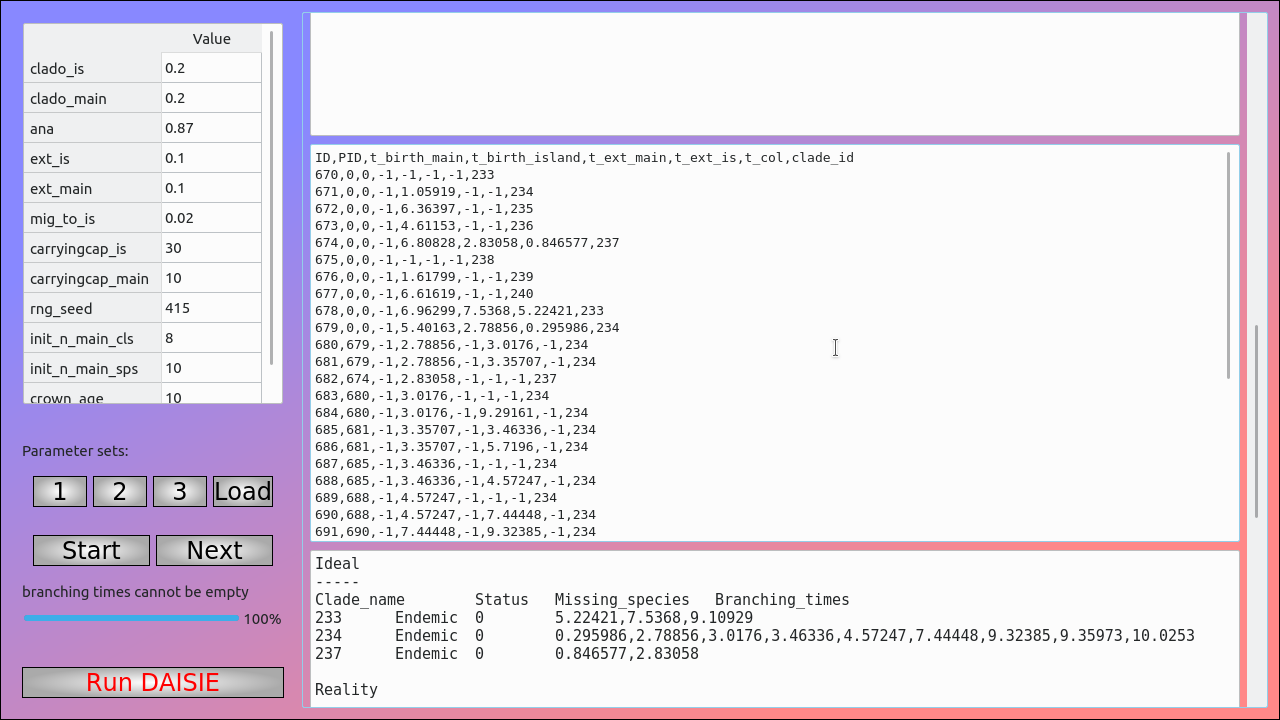 Value
clado_is 0.2
clado_main 0.2
ana 0.87
ext_is 0.1
ext_main 0.1
mig_to_is 0.02
carryingcap_is 30
carryingcap_main 10
rng_seed 415
init_n_main_cls 8
init_n_main_sps 10
crown_age 10
Parameter sets:
1 2 3 Load
Start Next
branching times cannot be empty
100%
Run DAISIE
ID,PID,t_birth_main,t_birth_island,t_ext_main,t_ext_is,t_col,clade_id
670,0,0,-1,-1,-1,-1,233
671,0,0,-1,1.05919,-1,-1,234
672,0,0,-1,6.36397,-1,-1,235
673,0,0,-1,4.61153,-1,-1,236
674,0,0,-1,6.80828,2.83058,0.846577,237
675,0,0,-1,-1,-1,-1,238
676,0,0,-1,1.61799,-1,-1,239
677,0,0,-1,6.61619,-1,-1,240
678,0,0,-1,6.96299,7.5368,5.22421,233
679,0,0,-1,5.40163,2.78856,0.295986,234
680,679,-1,2.78856,-1,3.0176,-1,234
681,679,-1,2.78856,-1,3.35707,-1,234
682,674,-1,2.83058,-1,-1,-1,237
683,680,-1,3.0176,-1,-1,-1,234
684,680,-1,3.0176,-1,9.29161,-1,234
685,681,-1,3.35707,-1,3.46336,-1,234
686,681,-1,3.35707,-1,5.7196,-1,234
687,685,-1,3.46336,-1,-1,-1,234
688,685,-1,3.46336,-1,4.57247,-1,234
689,688,-1,4.57247,-1,-1,-1,234
690,688,-1,4.57247,-1,7.44448,-1,234
691,690,-1,7.44448,-1,9.32385,-1,234
Ideal
-----
Clade_name Status Missing_species Branching_times
233 Endemic 0 5.22421,7.5368,9.10929
234 Endemic 0 0.295986,2.78856,3.0176,3.46336,4.57247,7.44448,9.32385,9.35973,10.0253
237 Endemic 0 0.846577,2.83058
Reality